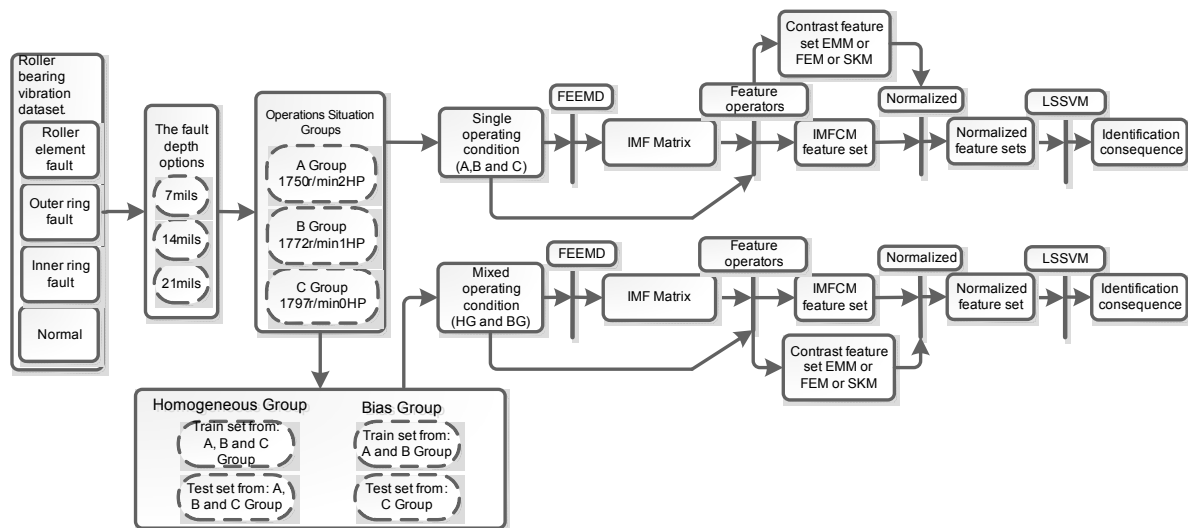 Roller
bearing
vibration
dataset.
Roller
element
fault
Outer ring
fault
Inner ring
fault
Normal
The fault
depth
options
7mils
14mils
21mils
Operations Situation
Groups
A Group
1750r/min2HP
B Group
1772r/min1HP
C Group
1797r/min0HP
Single
operating
condition
(A,B and C)
FEEMD
IMF Matrix
Feature
operators
Contrast feature
set EMM or
FEM or SKM
IMFCM
feature set
Normalized
Normalized
feature sets
LSSVM
Identification
consequence
Mixed
operating
condition
(HG and BG)
FEEMD
IMF Matrix
Feature
operators
IMFCM
feature set
Contrast feature
set EMM or
FEM or SKM
Normalized
Normalized
feature set
LSSVM
Identification
consequence
Homogeneous Group
Train set from:
A, B and C
Group
Test set from: A,
B and C Group
Bias Group
Train set from:
A and B Group
Test set from:
C Group